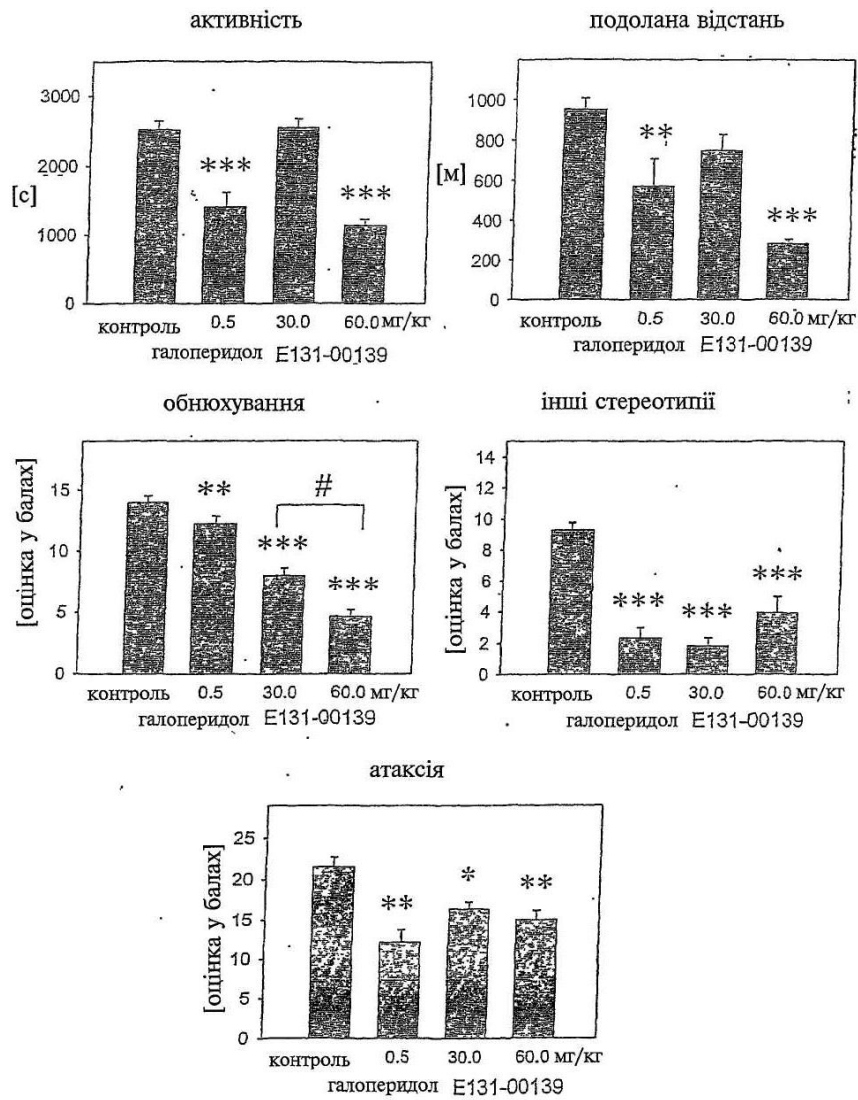 активність
3000
2000
1000
0
[с]
***
***
контроль 0.5 30.0 60.0 мг/кг
галоперидол E131-00139
подолана відстань
1000
800
600
400
200
0
[м]
**
***
контроль 0.5 30.0 60.0 мг/кг
галоперидол E131-00139
обнюхування
15
10
5
0
[оцінка у балах]
**
***
#
***
контроль 0.5 30.0 60.0 мг/кг
галоперидол E131-00139
інші стереотипії
14
12
10
8
6
4
2
0
[оцінка у балах]
***
***
***
контроль 0.5 30.0 60.0 мг/кг
галоперидол E131-00139
атаксія
25
20
15
10
5
0
[оцінка у балах]
**
*
**
контроль 0.5 30.0 60.0 мг/кг
галоперидол E131-00139